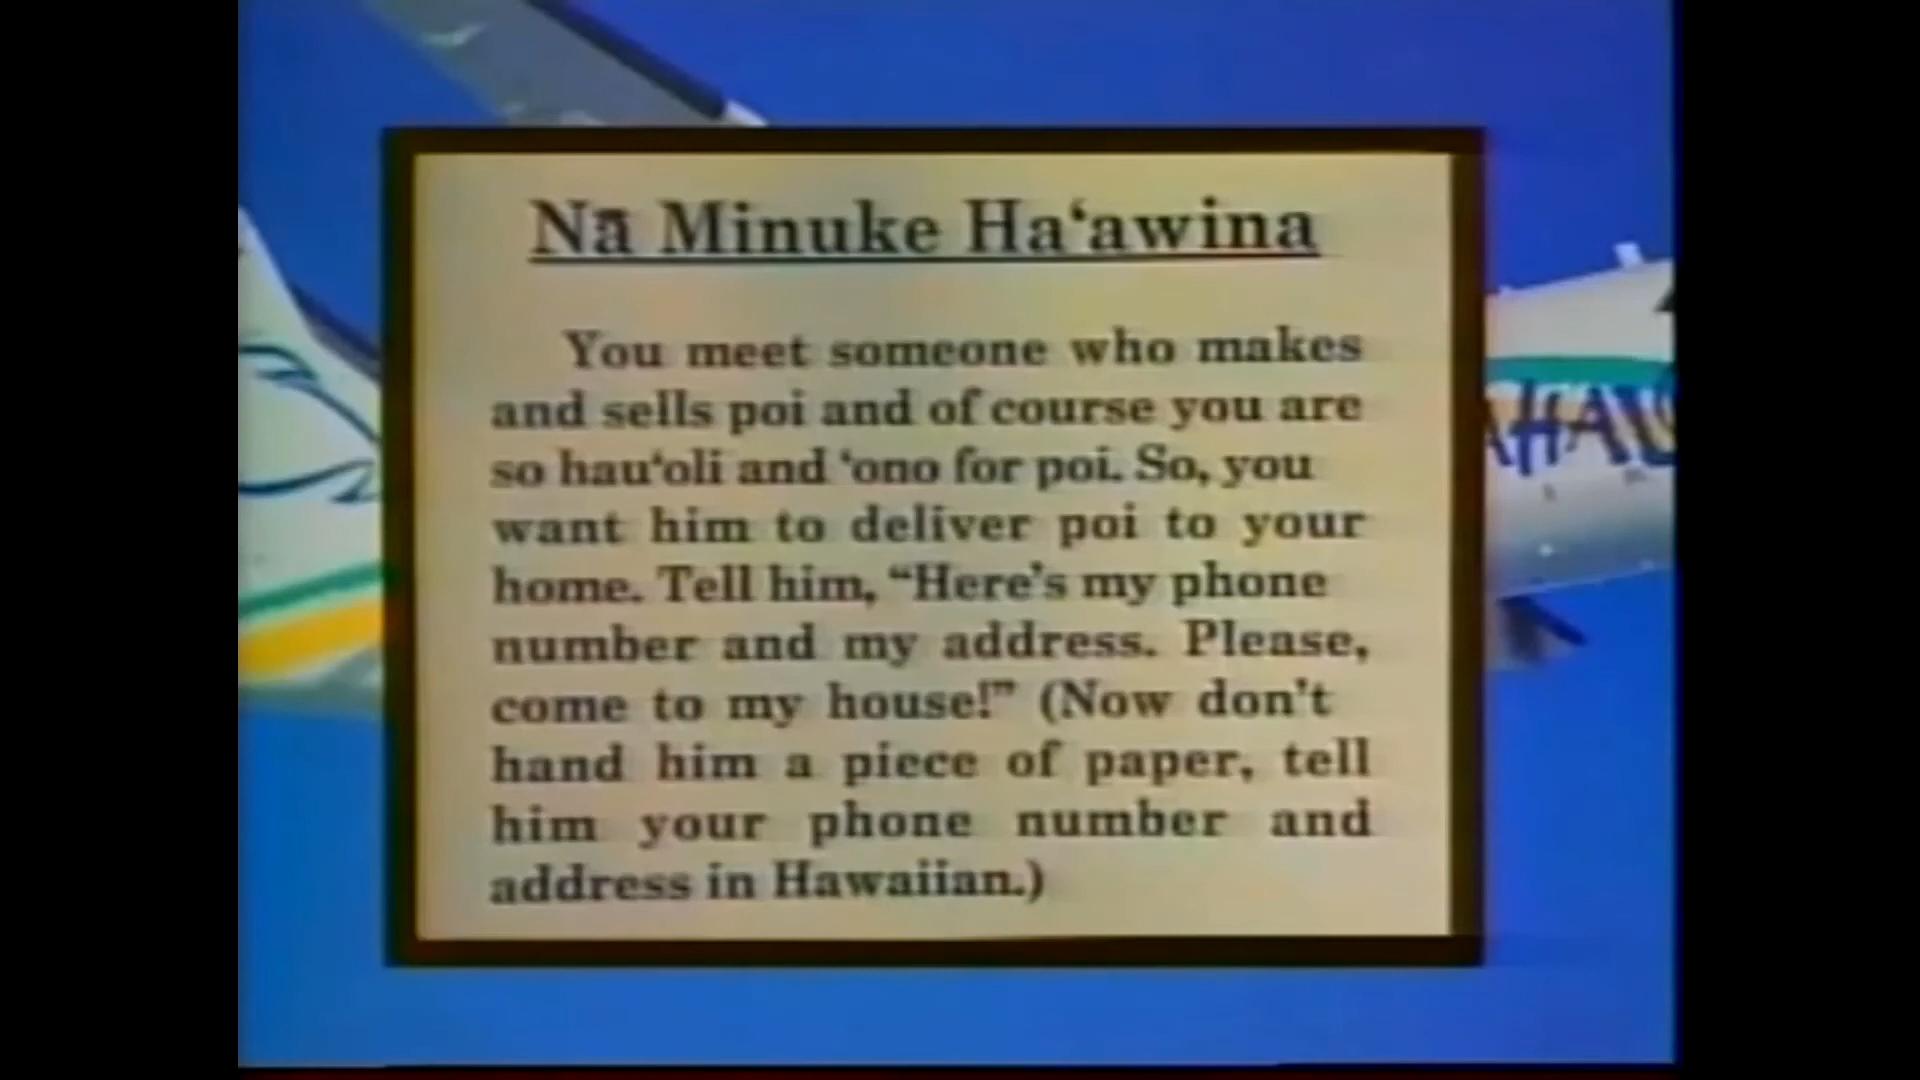 Nā Minuke Ha‘awina
You meet someone who makes
and sells poi and of course you are
so hau‘oli and ‘ono for poi. So, you
want him to deliver poi to your
home. Tell him, “Here's my phone
number and my address. Please,
come to my house!” (Now don't
hand him a piece of paper, tell
him your phone number and
address in Hawaiian.)